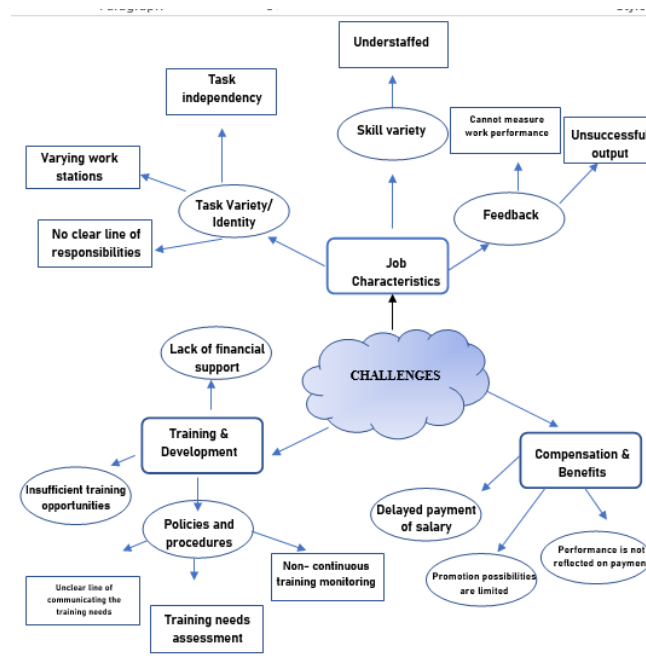 Paragraph
Understaffed
Task
independency
Skill variety
Cannot measure
work performance
Unsuccessful
output
Varying work
stations
Task Variety/
Identity
Feedback
No clear line of
responsibilities
Job
Characteristics
Lack of financial
support
CHALLENGES
Training &
Development
Compensation &
Benefits
Insufficient training
opportunities
Delayed payment
of salary
Policies and
procedures
Performance is not
reflected on payment
Non- continuous
training monitoring
Promotion possibilities
are limited
Unclear line of
communicating the
training needs
Training needs
assessment